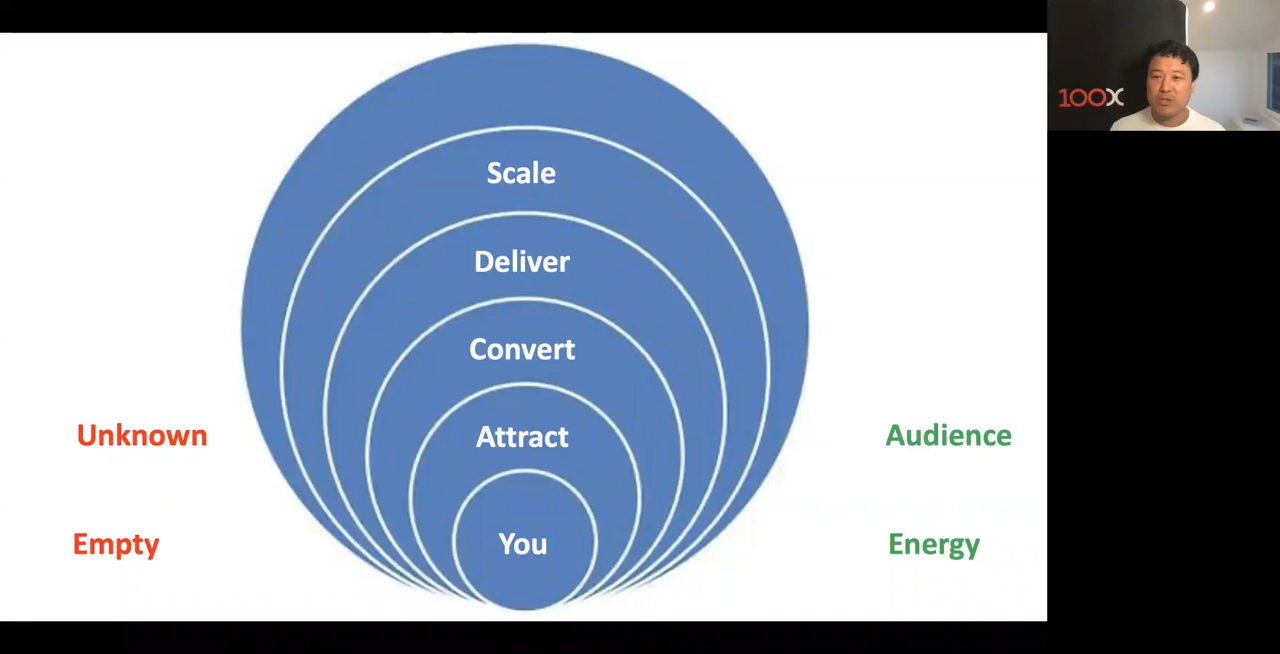 Scale
Deliver
Convert
Unknown Attract Audience
Empty You Energy
100X